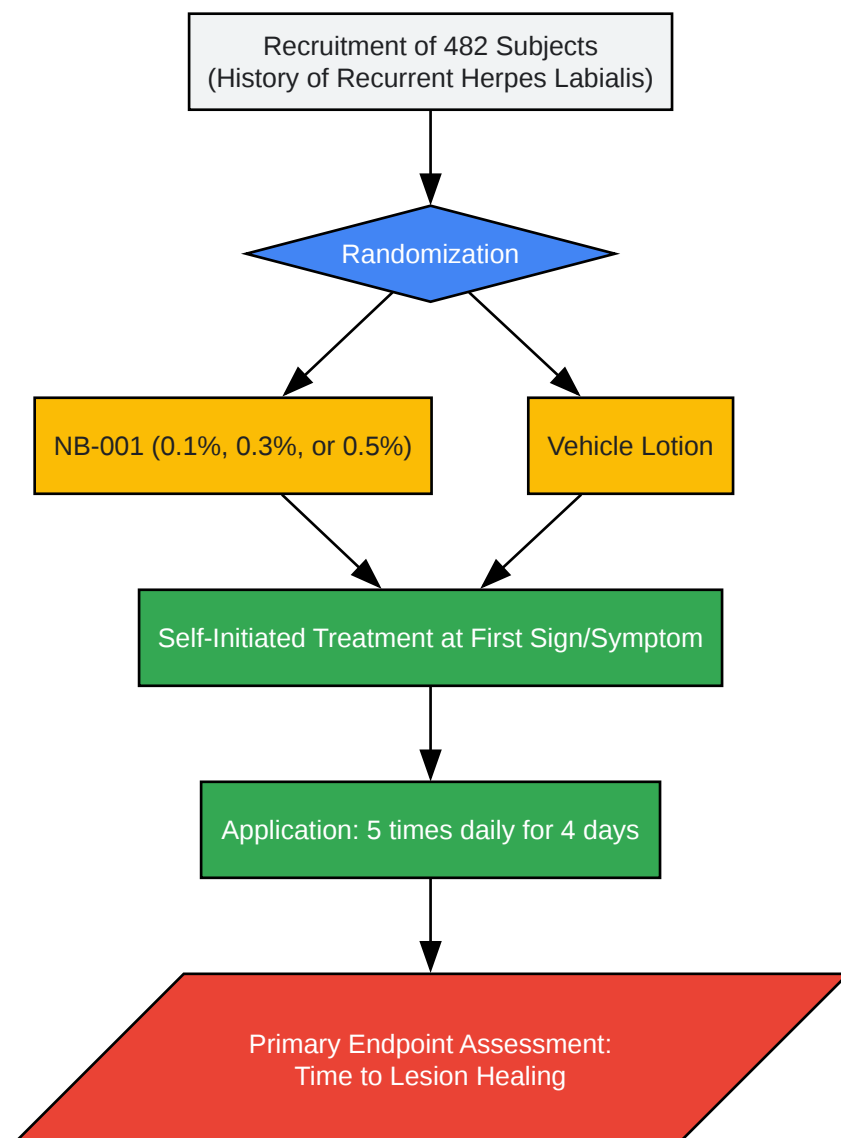 Recruitment of 482 Subjects
(History of Recurrent Herpes Labialis)
Randomization
NB-001 (0.1%, 0.3%, or 0.5%)
Vehicle Lotion
Self-Initiated Treatment at First Sign/Symptom
Application: 5 times daily for 4 days
Primary Endpoint Assessment:
Time to Lesion Healing